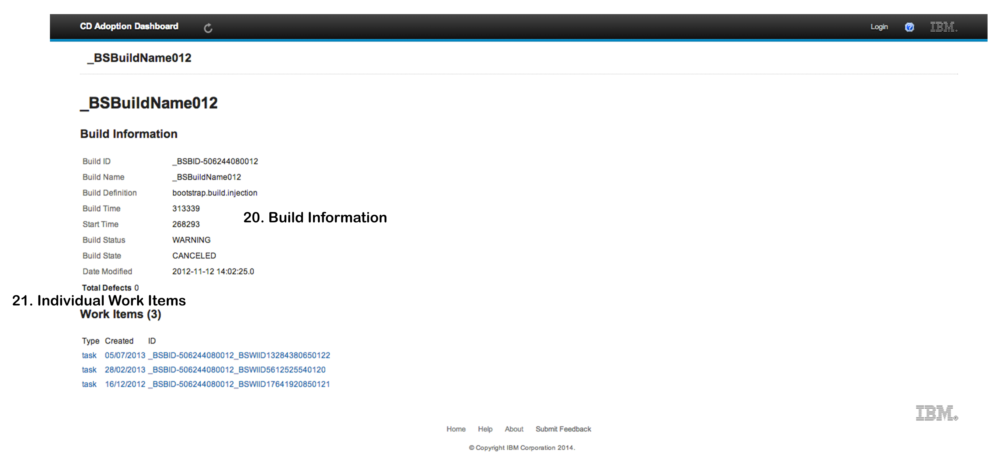 CD Adoption Dashboard Login ? IBM.
_BSBuildName012
_BSBuildName012
Build Information
Build ID _BSBID-506244080012
Build Name _BSBuildName012
Build Definition bootstrap.build.injection
Build Time 313339
20. Build Information
Start Time 268293
Build Status WARNING
Build State CANCELED
Date Modified 2012-11-12 14:02:25.0
Total Defects 0
21. Individual Work Items
Work Items (3)
Type Created ID
task 05/07/2013 _BSBID-506244080012_BSWIID13284380650122
task 28/02/2013 _BSBID-506244080012_BSWIID5612525540120
task 16/12/2012 _BSBID-506244080012_BSWIID17641920850121
IBM®
Home Help About Submit Feedback
© Copyright IBM Corporation 2014.